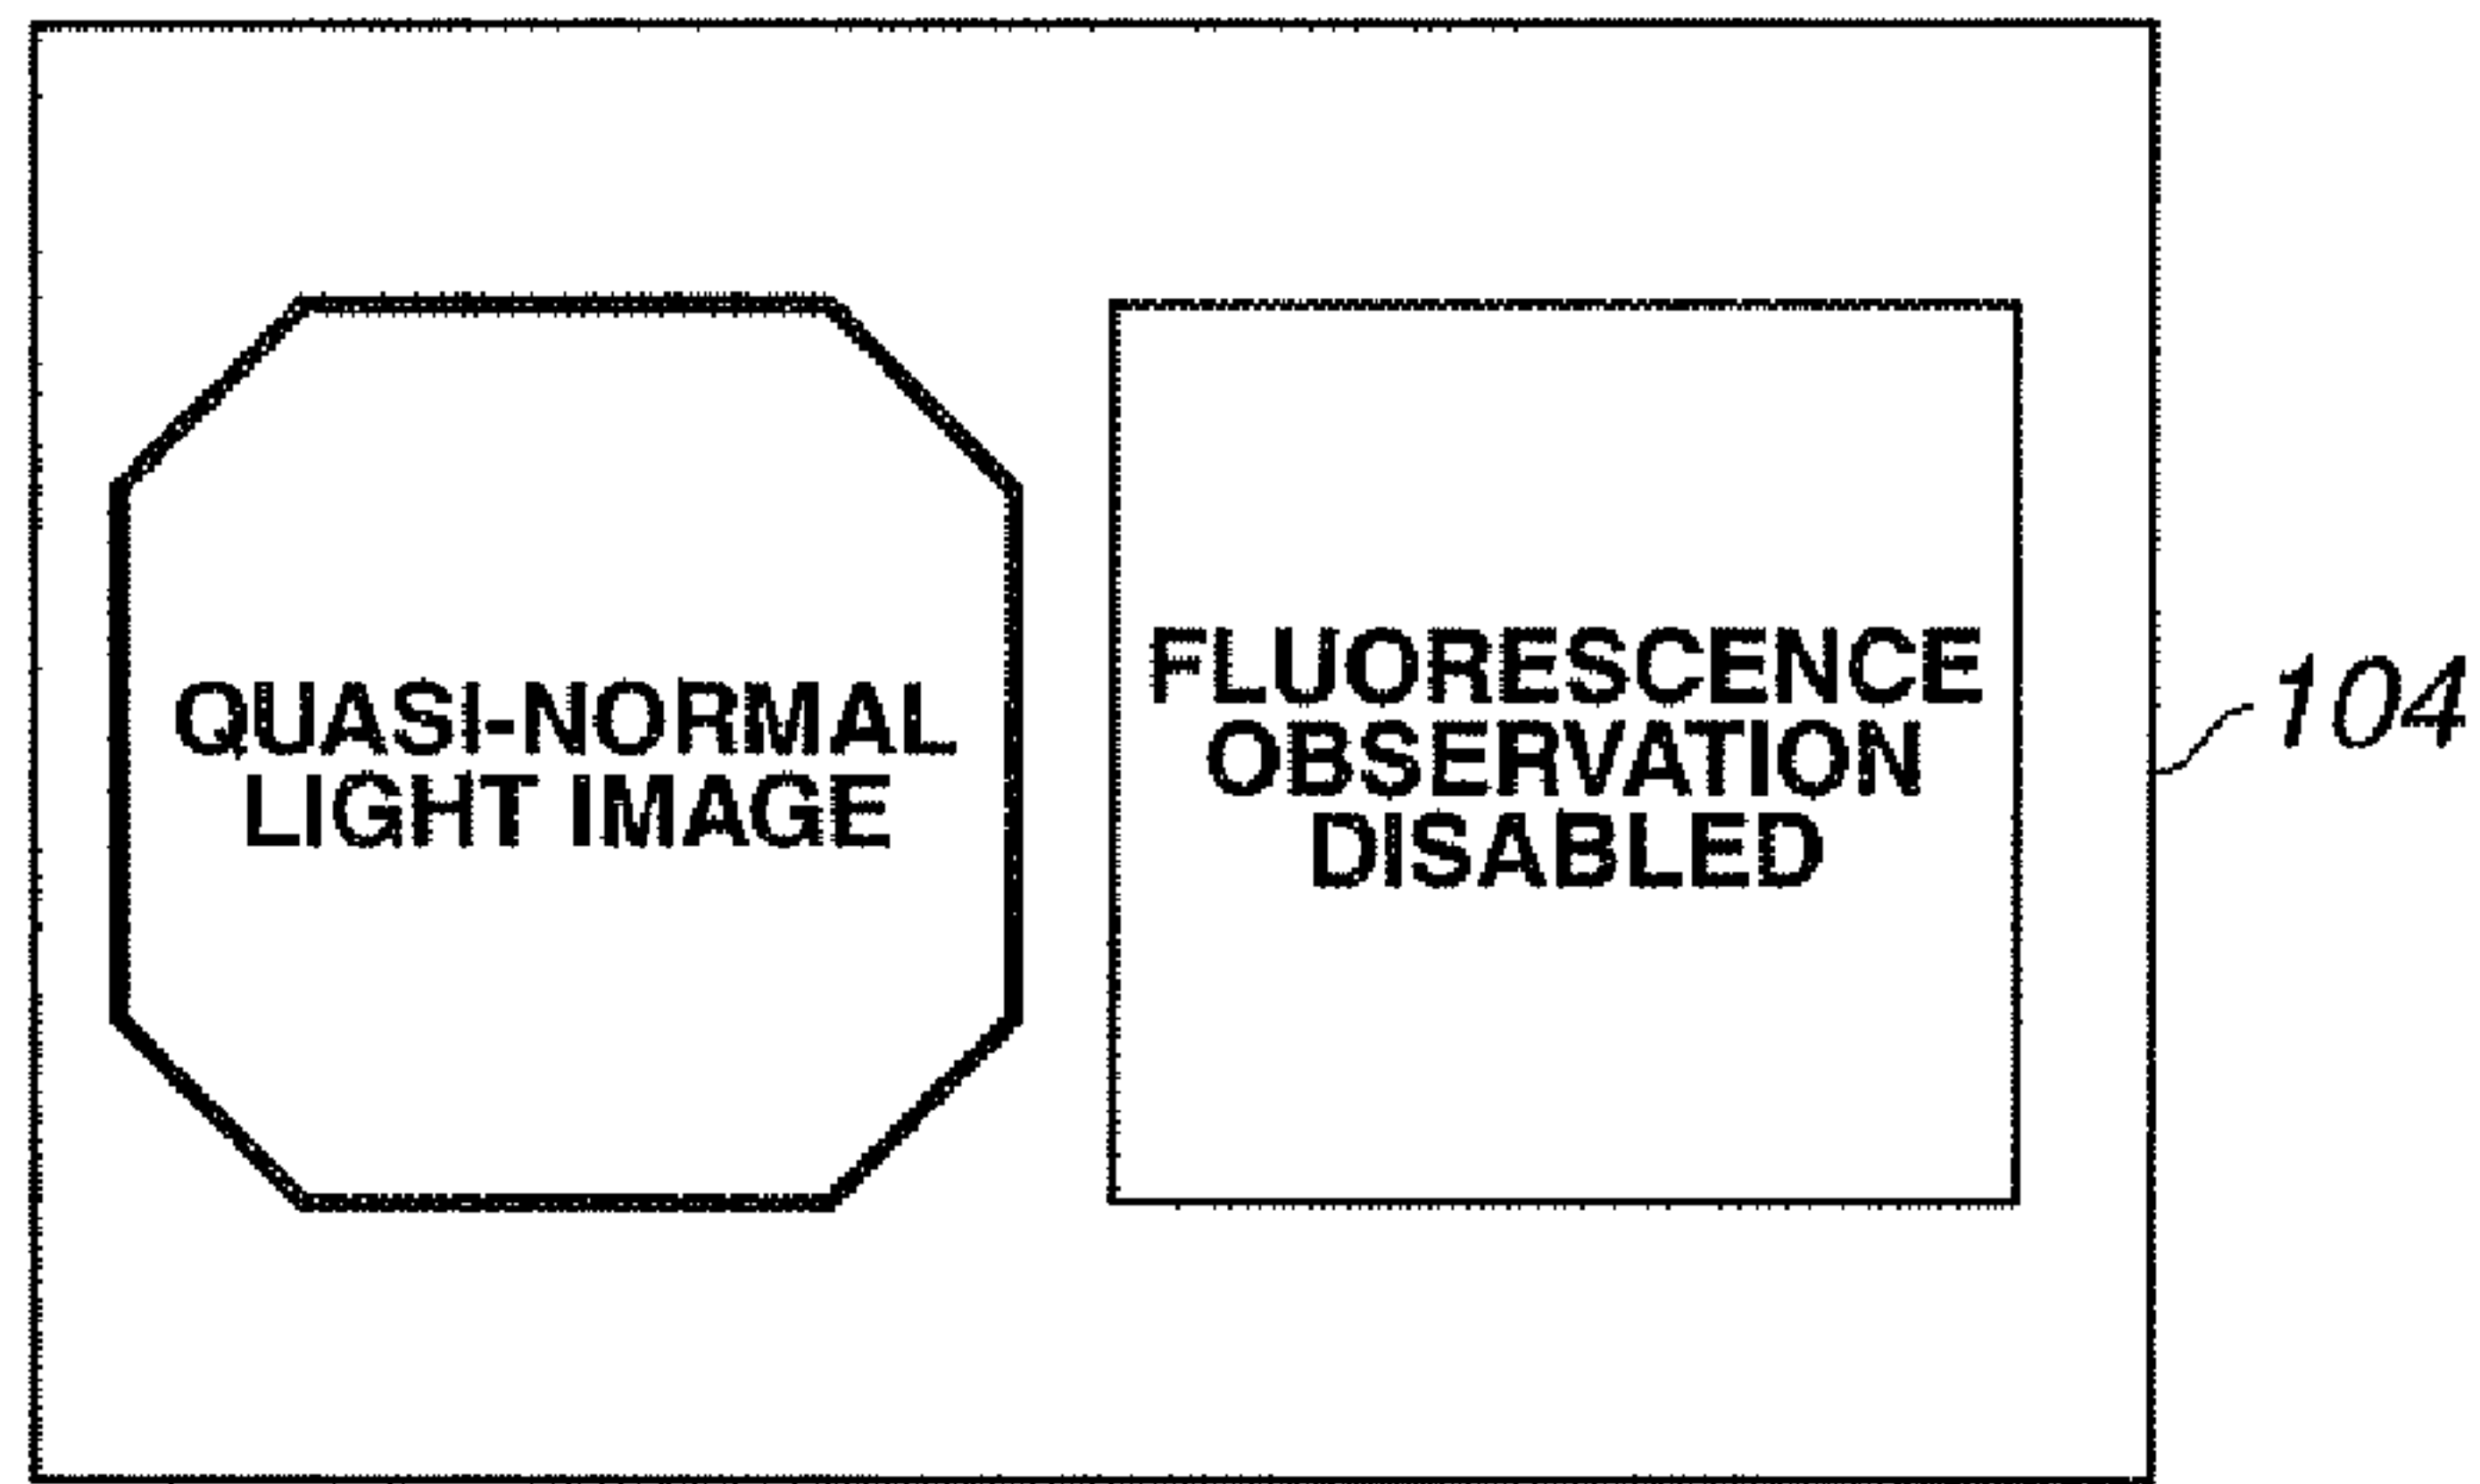 QUASI-NORMAL
LIGHT IMAGE
FLUORESCENCE
OBSERVATION
DISABLED
104